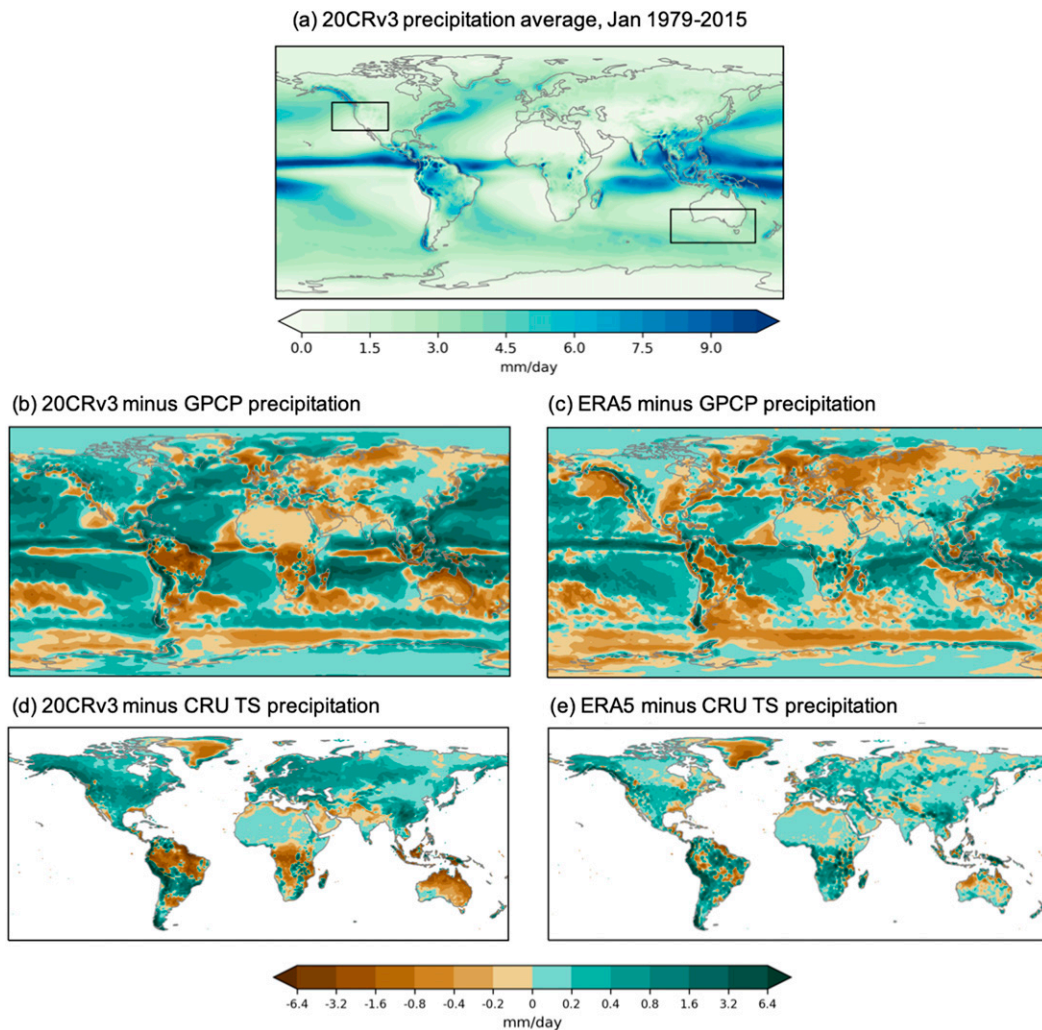 (a) 20CRv3 precipitation average, Jan 1979-2015
0.0 1.5 3.0 4.5 6.0 7.5 9.0
mm/day
(b) 20CRv3 minus GPCP precipitation
(c) ERA5 minus GPCP precipitation
(d) 20CRv3 minus CRU TS precipitation
(e) ERA5 minus CRU TS precipitation
-6.4 -3.2 -1.6 -0.8 -0.4 -0.2 0 0.2 0.4 0.8 1.6 3.2 6.4
mm/day